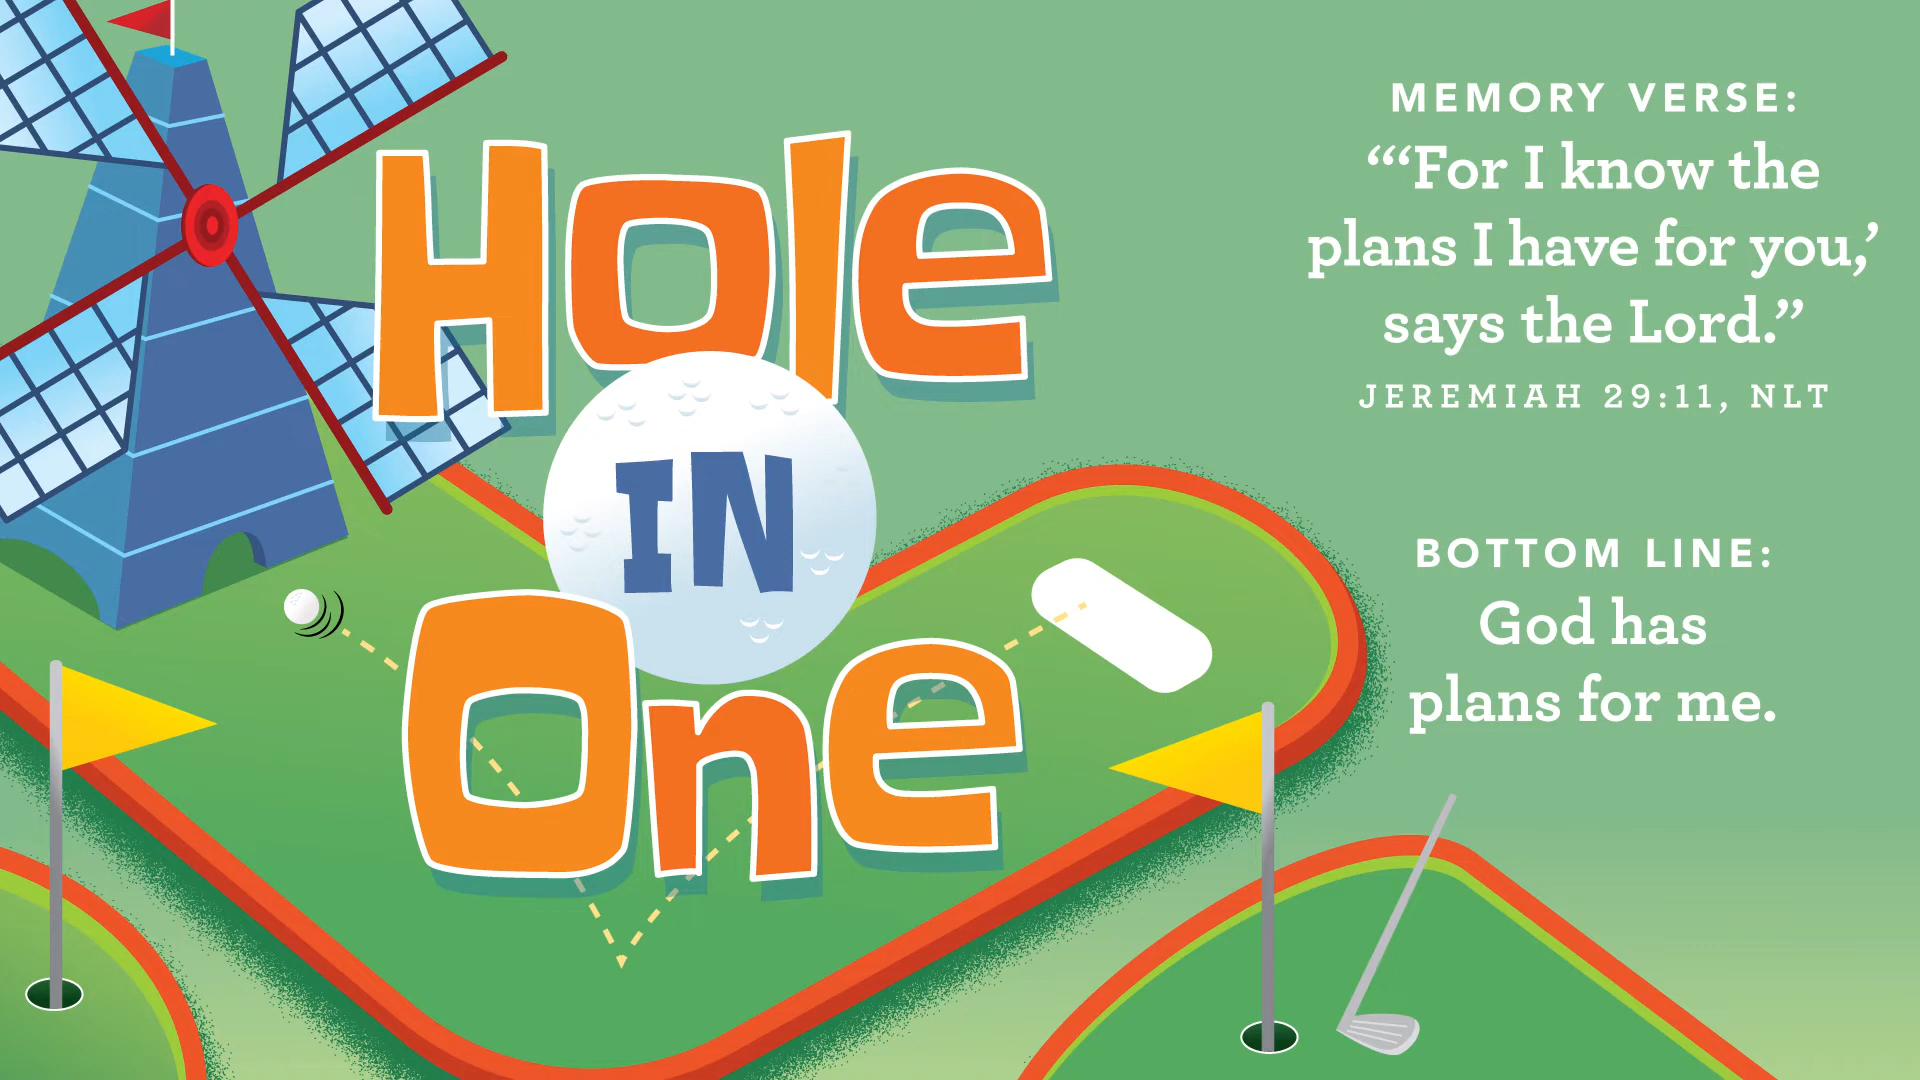 Hole
IN
One
MEMORY VERSE:
“‘For I know the
plans I have for you,’
says the Lord.”
JEREMIAH 29:11, NLT
BOTTOM LINE:
God has
plans for me.